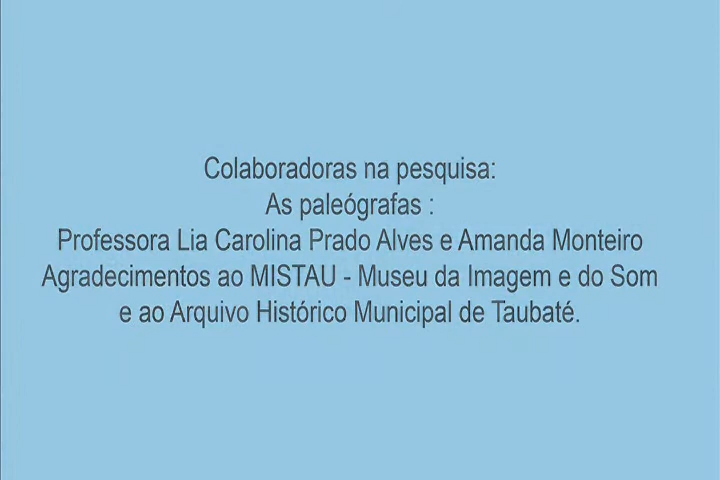 Colaboradoras na pesquisa:
As paleógrafas :
Professora Lia Carolina Prado Alves e Amanda Monteiro
Agradecimentos ao MISTAU - Museu da Imagem e do Som
e ao Arquivo Histórico Municipal de Taubaté.